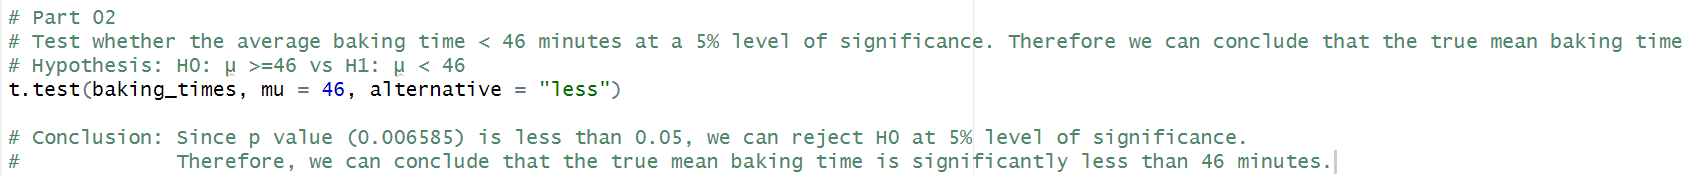 # Part 02
# Test whether the average baking time < 46 minutes at a 5% level of significance. Therefore we can conclude that the true mean baking time
# Hypothesis: H0: µ >=46 vs H1: µ < 46
t.test(baking_times, mu = 46, alternative = "less")
# Conclusion: Since p value (0.006585) is less than 0.05, we can reject H0 at 5% level of significance.
#             Therefore, we can conclude that the true mean baking time is significantly less than 46 minutes.